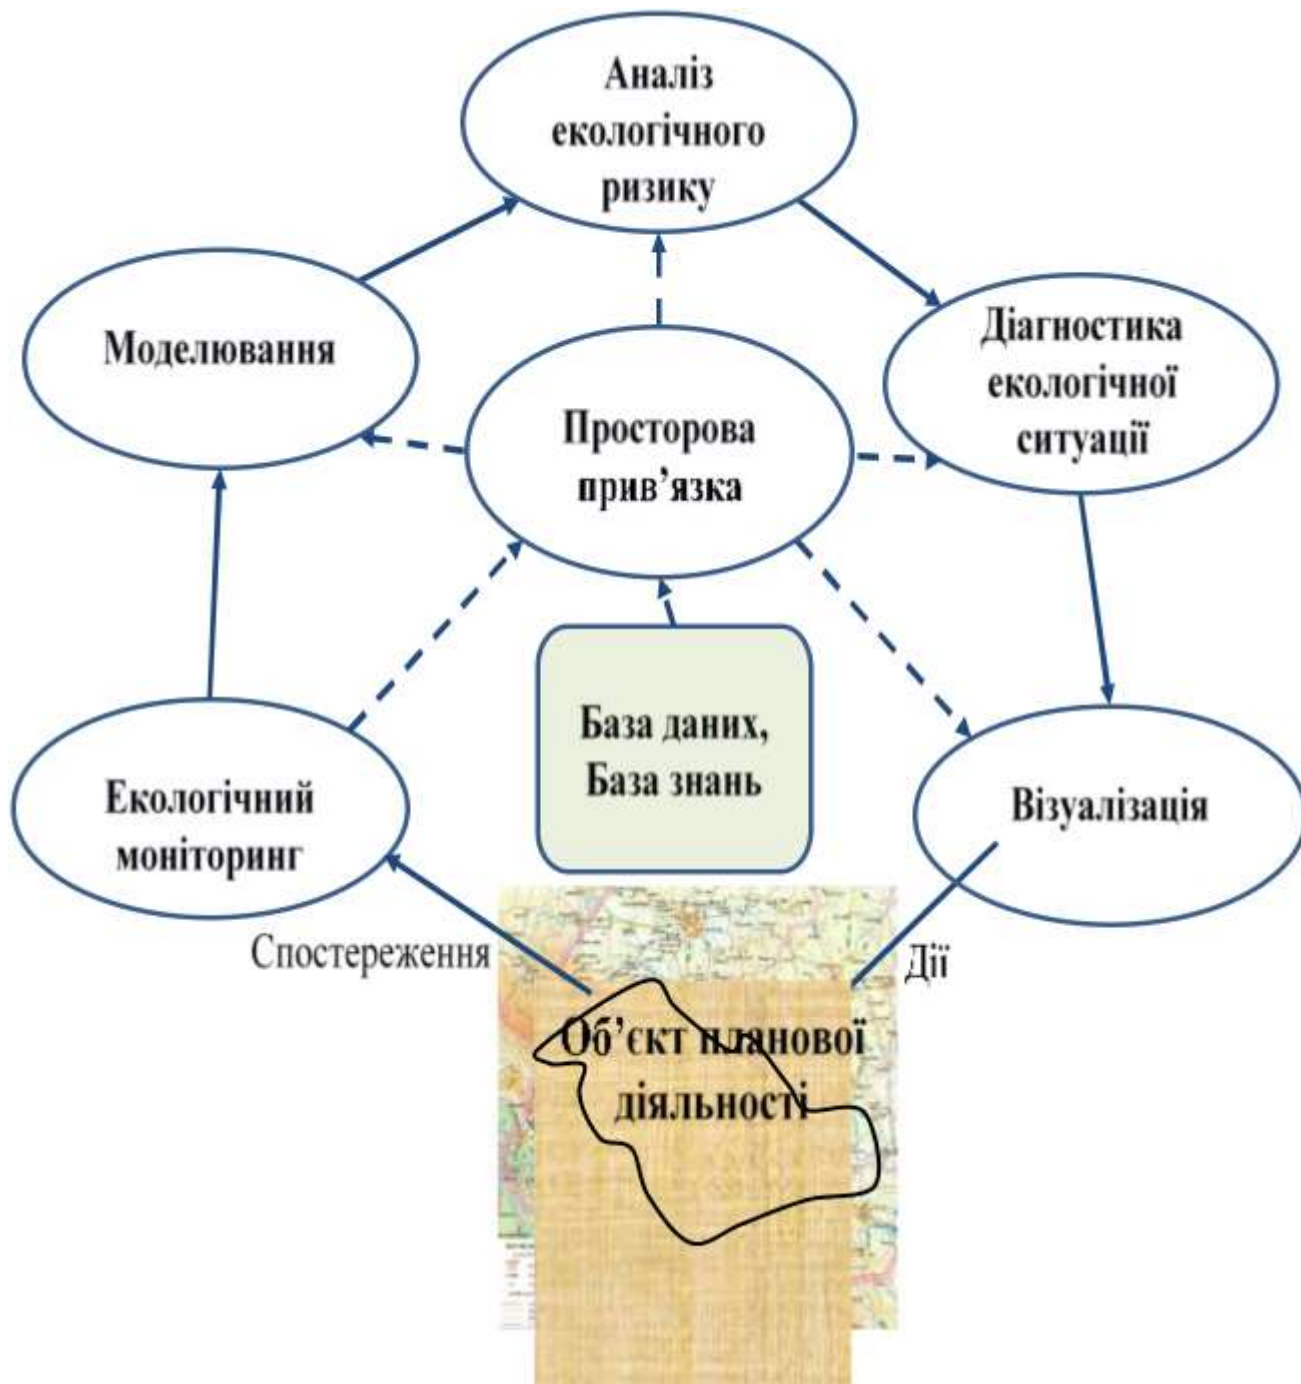 Аналіз
екологічного
ризику
Моделювання
Діагностика
екологічної
ситуації
Просторова
прив’язка
База даних,
База знань
Екологічний
моніторинг
Візуалізація
Спостереження
Дії
Об’єкт планової
діяльності